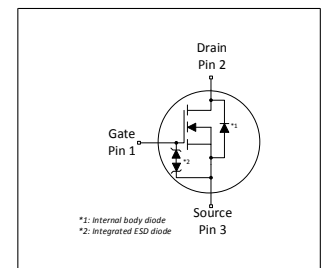 Drain
Pin 2
*1
Gate
Pin 1
*2
*1: Internal body diode
*2: Integrated ESD diode
Source
Pin 3